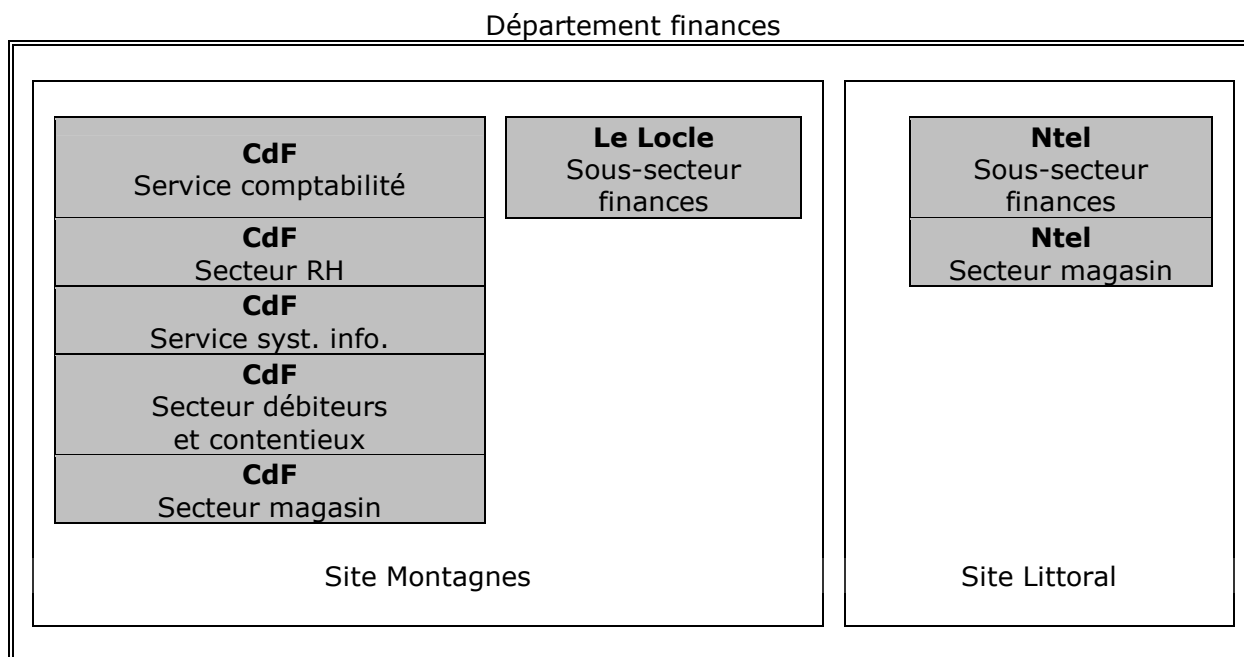 Département finances
CdF
Service comptabilité
CdF
Secteur RH
CdF
Service syst. info.
CdF
Secteur débiteurs
et contentieux
CdF
Secteur magasin
Le Locle
Sous-secteur
finances
Site Montagnes
Ntel
Sous-secteur
finances
Ntel
Secteur magasin
Site Littoral